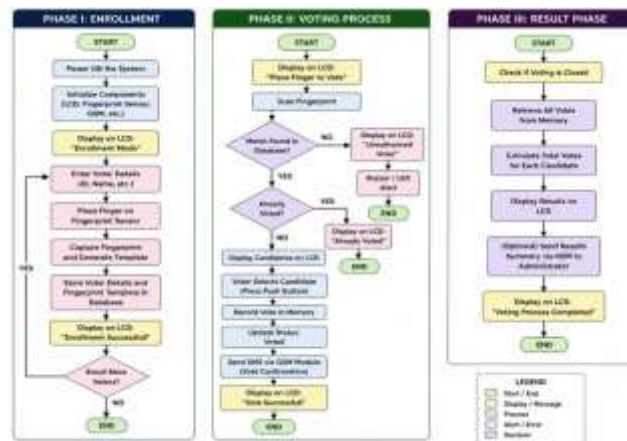 PHASE I: ENROLLMENT
START
Power ON the System
Initialize Components
(LCD, Fingerprint Sensor,
GSM, etc.)
Display on LCD:
"Enrollment Mode"
Enter Voter Details
(ID, Name, etc.)
Place Finger on
Fingerprint Sensor
Capture Fingerprint
and Generate Template
Store Voter Details and
Fingerprint Template in
Database
Display on LCD:
"Enrollment Successful"
Enroll More
Voters?
YES
NO
END
PHASE II: VOTING PROCESS
START
Display on LCD:
"Place Finger to Vote"
Scan Fingerprint
Match Found in
Database?
NO
Display on LCD:
"Unauthorized
Voter"
Buzzer / LED
Alert
END
YES
Already
Voted?
YES
Display on LCD:
"Already Voted"
END
NO
Display Candidates on LCD
Voter Selects Candidate
(Press Push Button)
Record Vote in Memory
Update Status:
Voted
Send SMS via GSM Module
(Vote Confirmation)
Display on LCD:
"Vote Successful"
END
PHASE III: RESULT PHASE
START
Check if Voting is Closed
Retrieve All Votes
from Memory
Calculate Total Votes
for Each Candidate
Display Results on
LCD
(Optional) Send Results
Summary via GSM to
Administrator
Display on LCD:
"Voting Process Completed"
END
LEGEND
Start / End
Display / Message
Process
Alert / Error
Decision